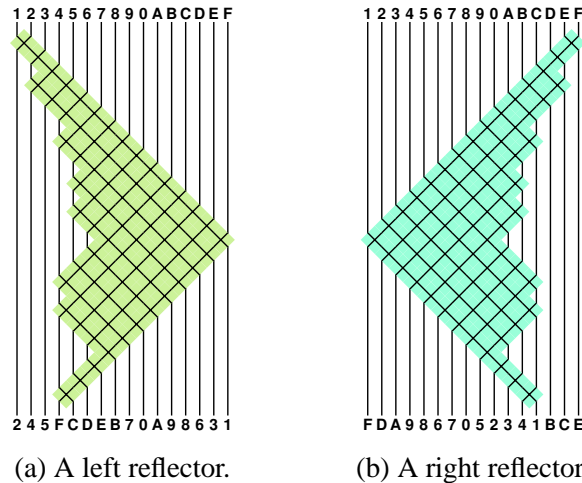 1 2 3 4 5 6 7 8 9 0 A B C D E F
1 2 3 4 5 6 7 8 9 0 A B C D E F
2 4 5 F C D E B 7 0 A 9 8 6 3 1
F D A 9 8 6 7 0 5 2 3 4 1 B C E
(a) A left reflector.
(b) A right reflector